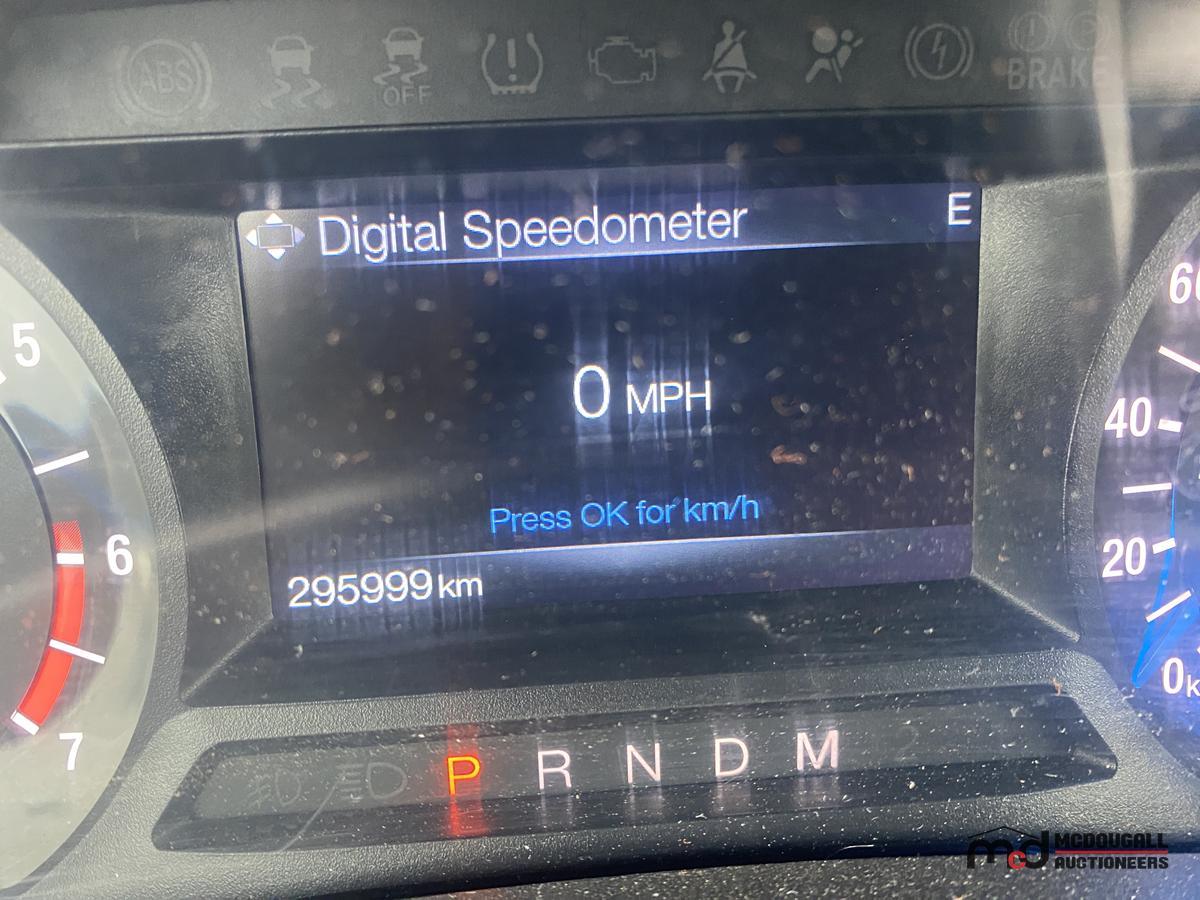 ABS
OFF
BRAKE
Digital Speedometer
E
0 MPH
Press OK for km/h
295999 km
5
6
7
60
40
20
0
P R N D M
mcd MCDOUGALL
AUCTIONEERS